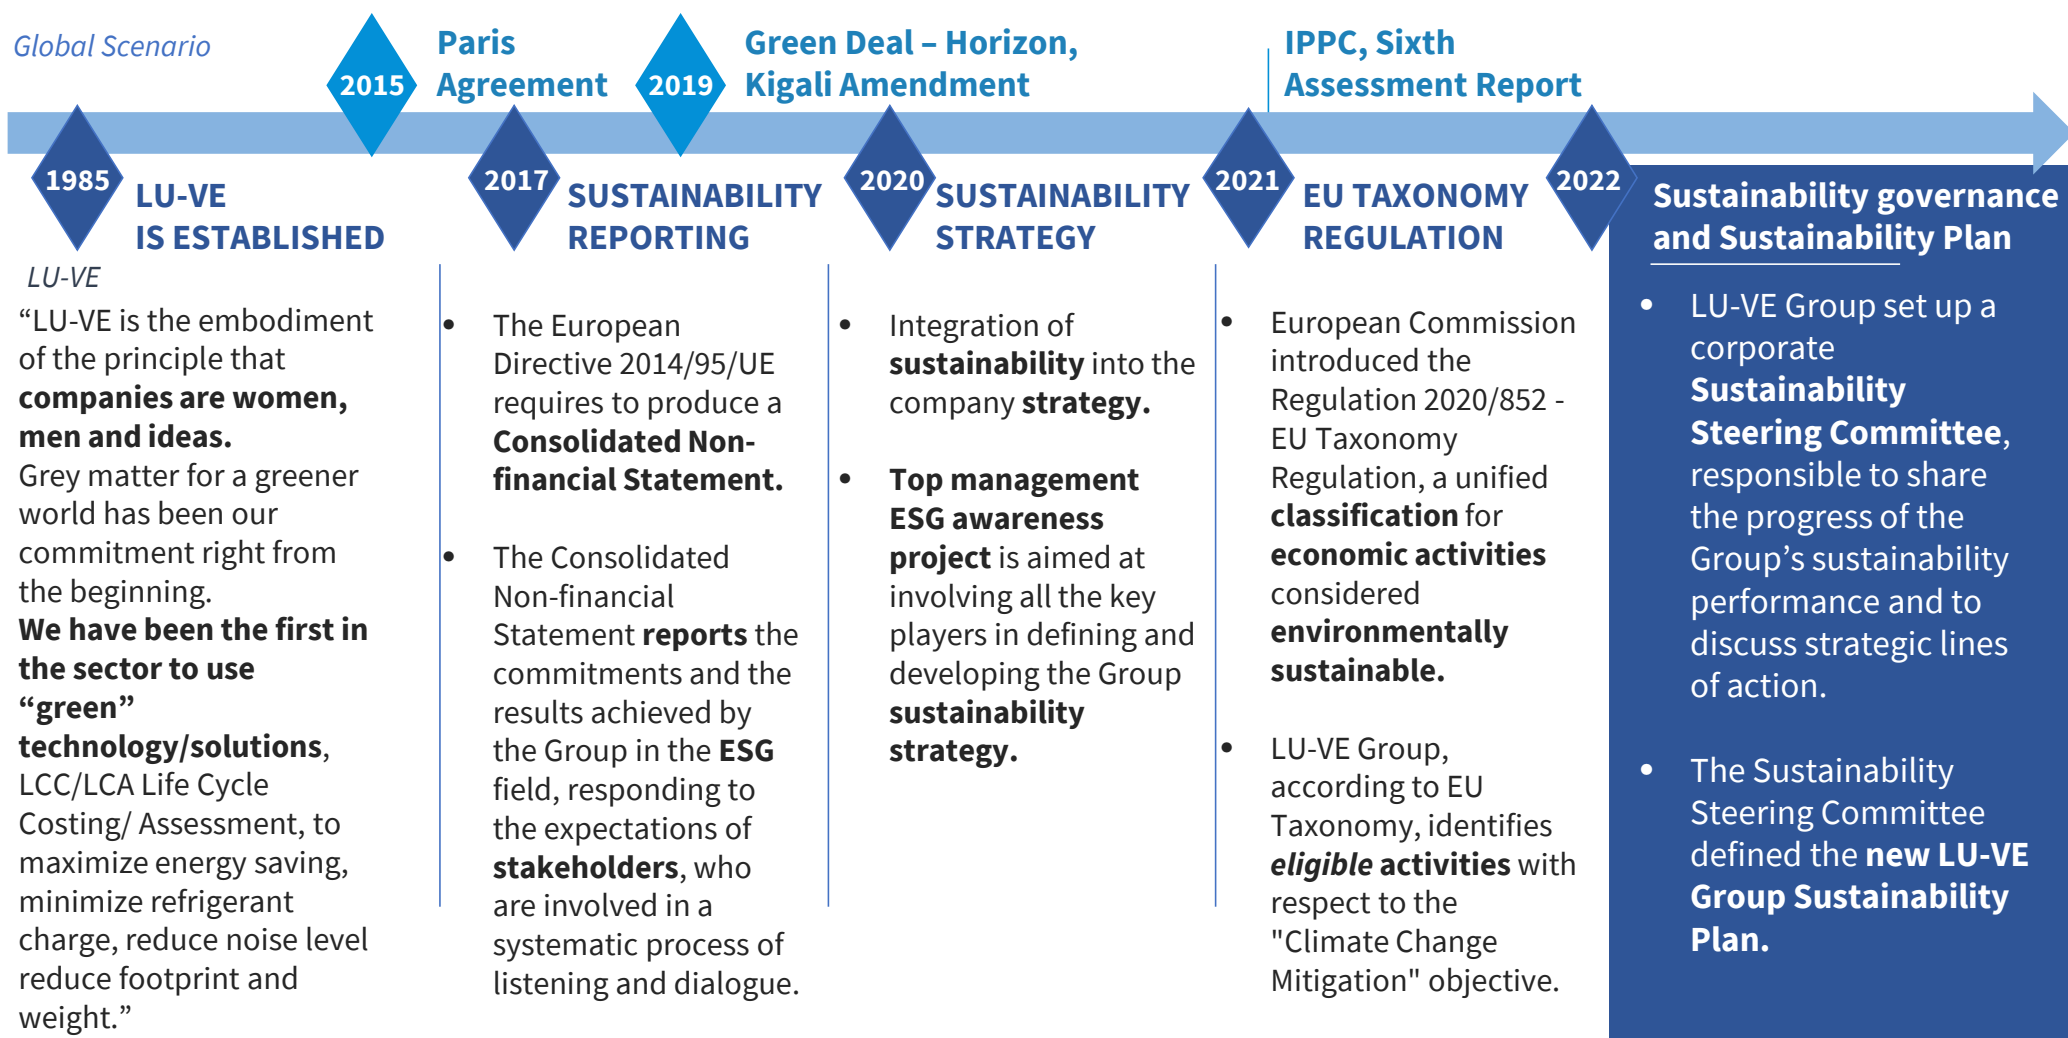 Global Scenario
2015
Paris
Agreement
2019
Green Deal – Horizon,
Kigali Amendment
IPPC, Sixth
Assessment Report
1985
LU-VE
IS ESTABLISHED
LU-VE
“LU-VE is the embodiment
of the principle that
companies are women,
men and ideas.
Grey matter for a greener
world has been our
commitment right from
the beginning.
We have been the first in
the sector to use
“green”
technology/solutions,
LCC/LCA Life Cycle
Costing/ Assessment, to
maximize energy saving,
minimize refrigerant
charge, reduce noise level
reduce footprint and
weight.”
2017
SUSTAINABILITY
REPORTING
• The European
Directive 2014/95/UE
requires to produce a
Consolidated Non-
financial Statement.
• The Consolidated
Non-financial
Statement reports the
commitments and the
results achieved by
the Group in the ESG
field, responding to
the expectations of
stakeholders, who
are involved in a
systematic process of
listening and dialogue.
2020
SUSTAINABILITY
STRATEGY
• Integration of
sustainability into the
company strategy.
• Top management
ESG awareness
project is aimed at
involving all the key
players in defining and
developing the Group
sustainability
strategy.
2021
EU TAXONOMY
REGULATION
• European Commission
introduced the
Regulation 2020/852 -
EU Taxonomy
Regulation, a unified
classification for
economic activities
considered
environmentally
sustainable.
• LU-VE Group,
according to EU
Taxonomy, identifies
eligible activities with
respect to the
"Climate Change
Mitigation" objective.
2022
Sustainability governance
and Sustainability Plan
• LU-VE Group set up a
corporate
Sustainability
Steering Committee,
responsible to share
the progress of the
Group’s sustainability
performance and to
discuss strategic lines
of action.
• The Sustainability
Steering Committee
defined the new LU-VE
Group Sustainability
Plan.